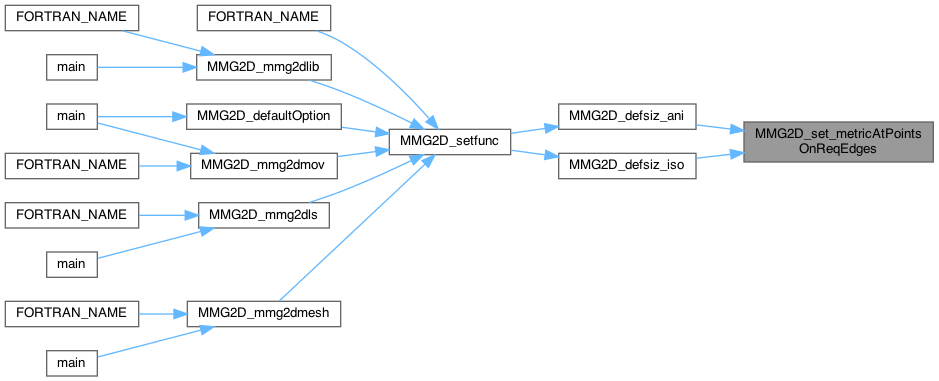 FORTRAN_NAME
FORTRAN_NAME
main
MMG2D_mmg2dlib
main
MMG2D_defaultOption
MMG2D_setfunc
MMG2D_defsiz_ani
MMG2D_set_metricAtPoints
OnReqEdges
FORTRAN_NAME
MMG2D_mmg2dmov
MMG2D_defsiz_iso
FORTRAN_NAME
MMG2D_mmg2dls
main
FORTRAN_NAME
MMG2D_mmg2dmesh
main